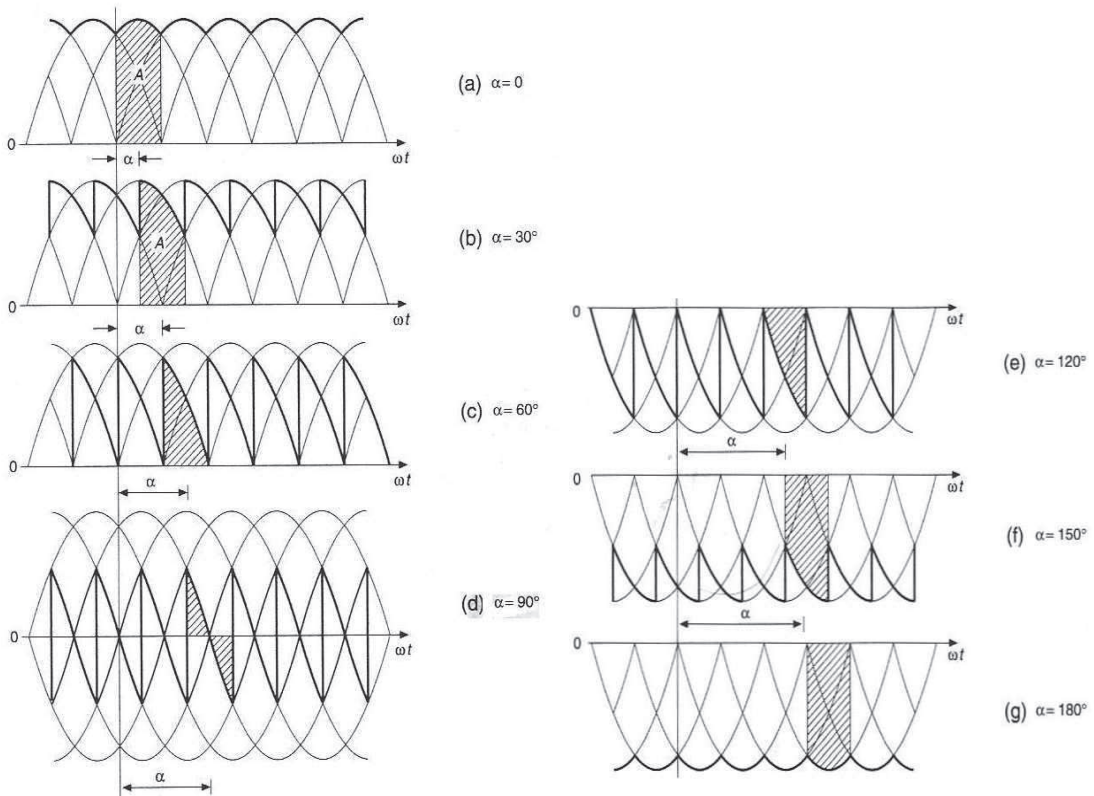 A
(a) α=0
0
ωt
α
A
(b) α= 30°
0
ωt
α
(c) α= 60°
0
ωt
α
(d) α= 90°
0
ωt
α
0
ωt
(e) α= 120°
α
0
ωt
(f) α= 150°
α
0
ωt
(g) α= 180°